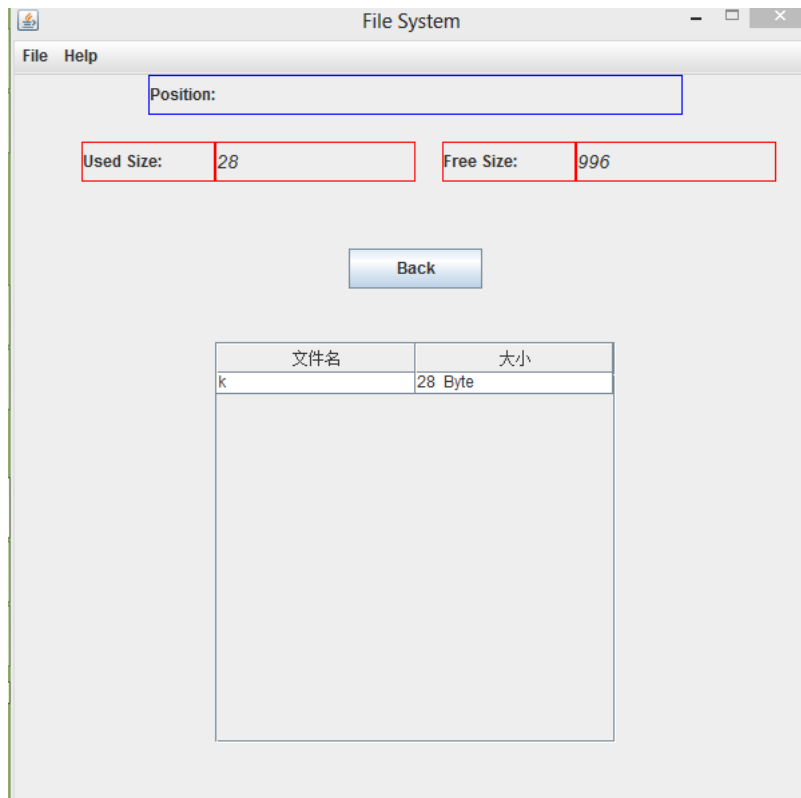 File System
File Help
Position:
Used Size: 28 Free Size: 996
Back
文件名 大小
k 28 Byte